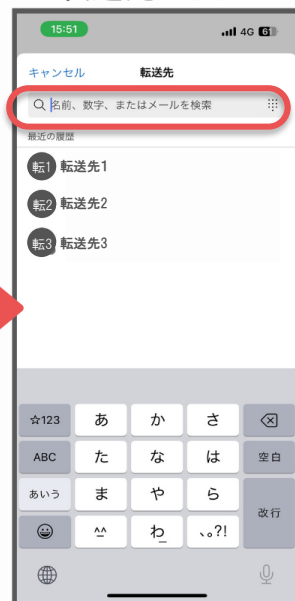 15:51 4G 61
キャンセル 転送先
名前、数字、またはメールを検索
最近の履歴
転1 転送先1
転2 転送先2
転3 転送先3
☆123 あ か さ
ABC た な は 空白
あいう ま や ら 改行
^^ わ_ 、。?!